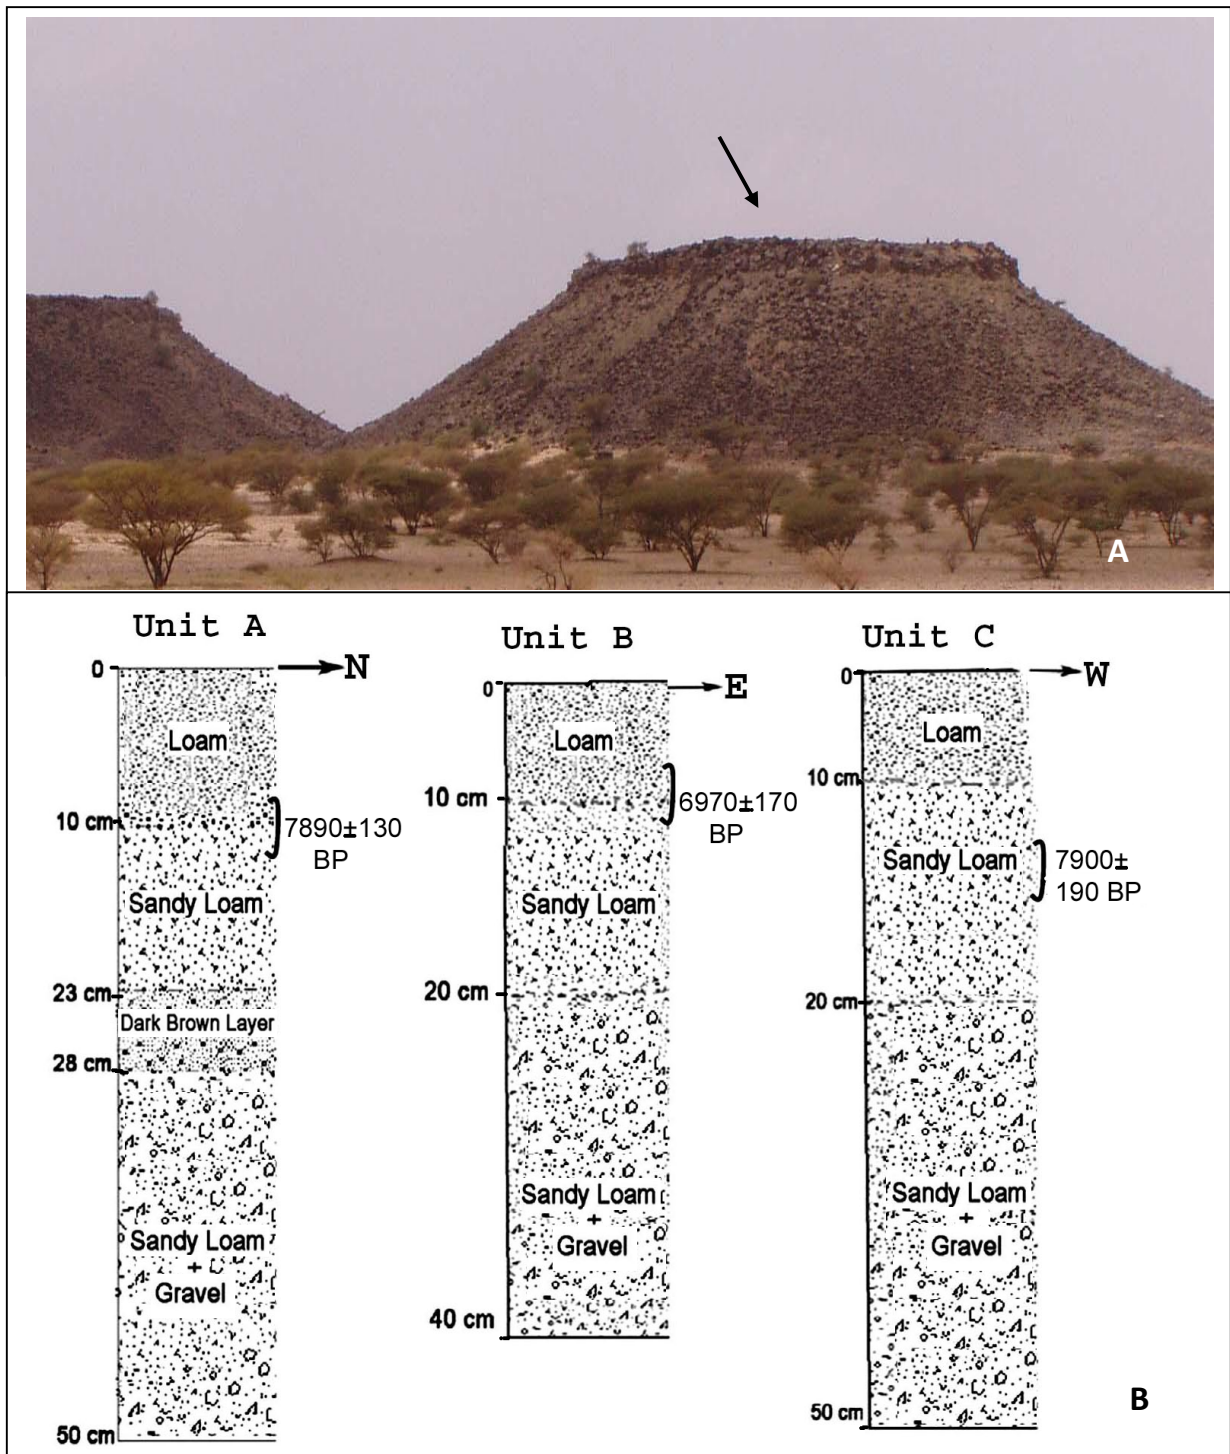 A
Unit A
0
N
Loam
10 cm
7890±130
BP
Sandy Loam
23 cm
Dark Brown Layer
28 cm
Sandy Loam
+
Gravel
50 cm
Unit B
0
E
Loam
10 cm
6970±170
BP
Sandy Loam
20 cm
Sandy Loam
+
Gravel
40 cm
Unit C
0
W
Loam
10 cm
Sandy Loam
7900±
190 BP
20 cm
Sandy Loam
+
Gravel
50 cm
B